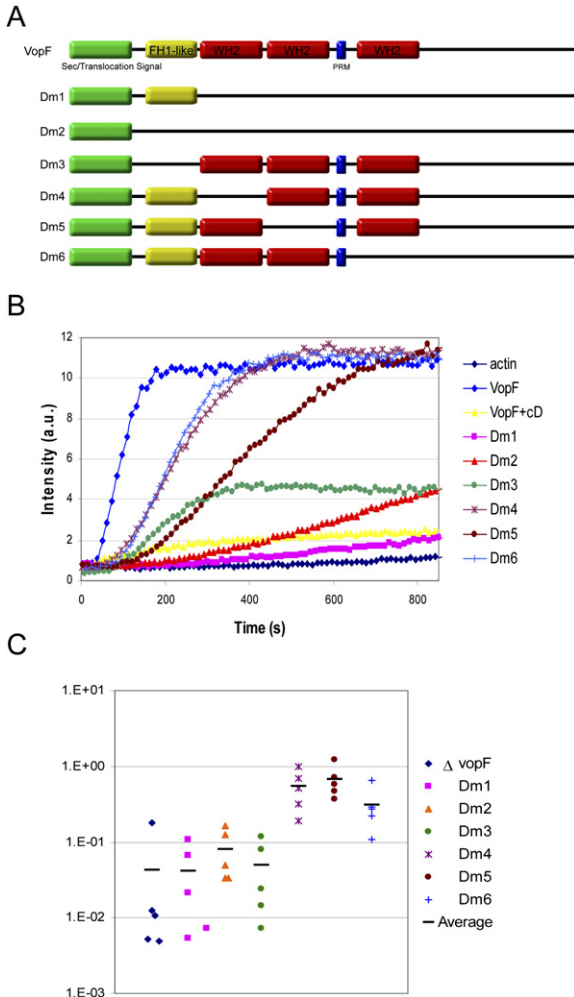 A
VopF
FH1-like WH2 WH2 WH2
Sec/Translocation Signal PRM
Dm1
Dm2
Dm3
Dm4
Dm5
Dm6
B
12
10
8
6
4
2
0
Intensity (a.u.)
0 200 400 600 800
Time (s)
actin
VopF
VopF+cD
Dm1
Dm2
Dm3
Dm4
Dm5
Dm6
C
1.E+01
1.E+00
1.E-01
1.E-02
1.E-03
Δ vopF
Dm1
Dm2
Dm3
Dm4
Dm5
Dm6
Average